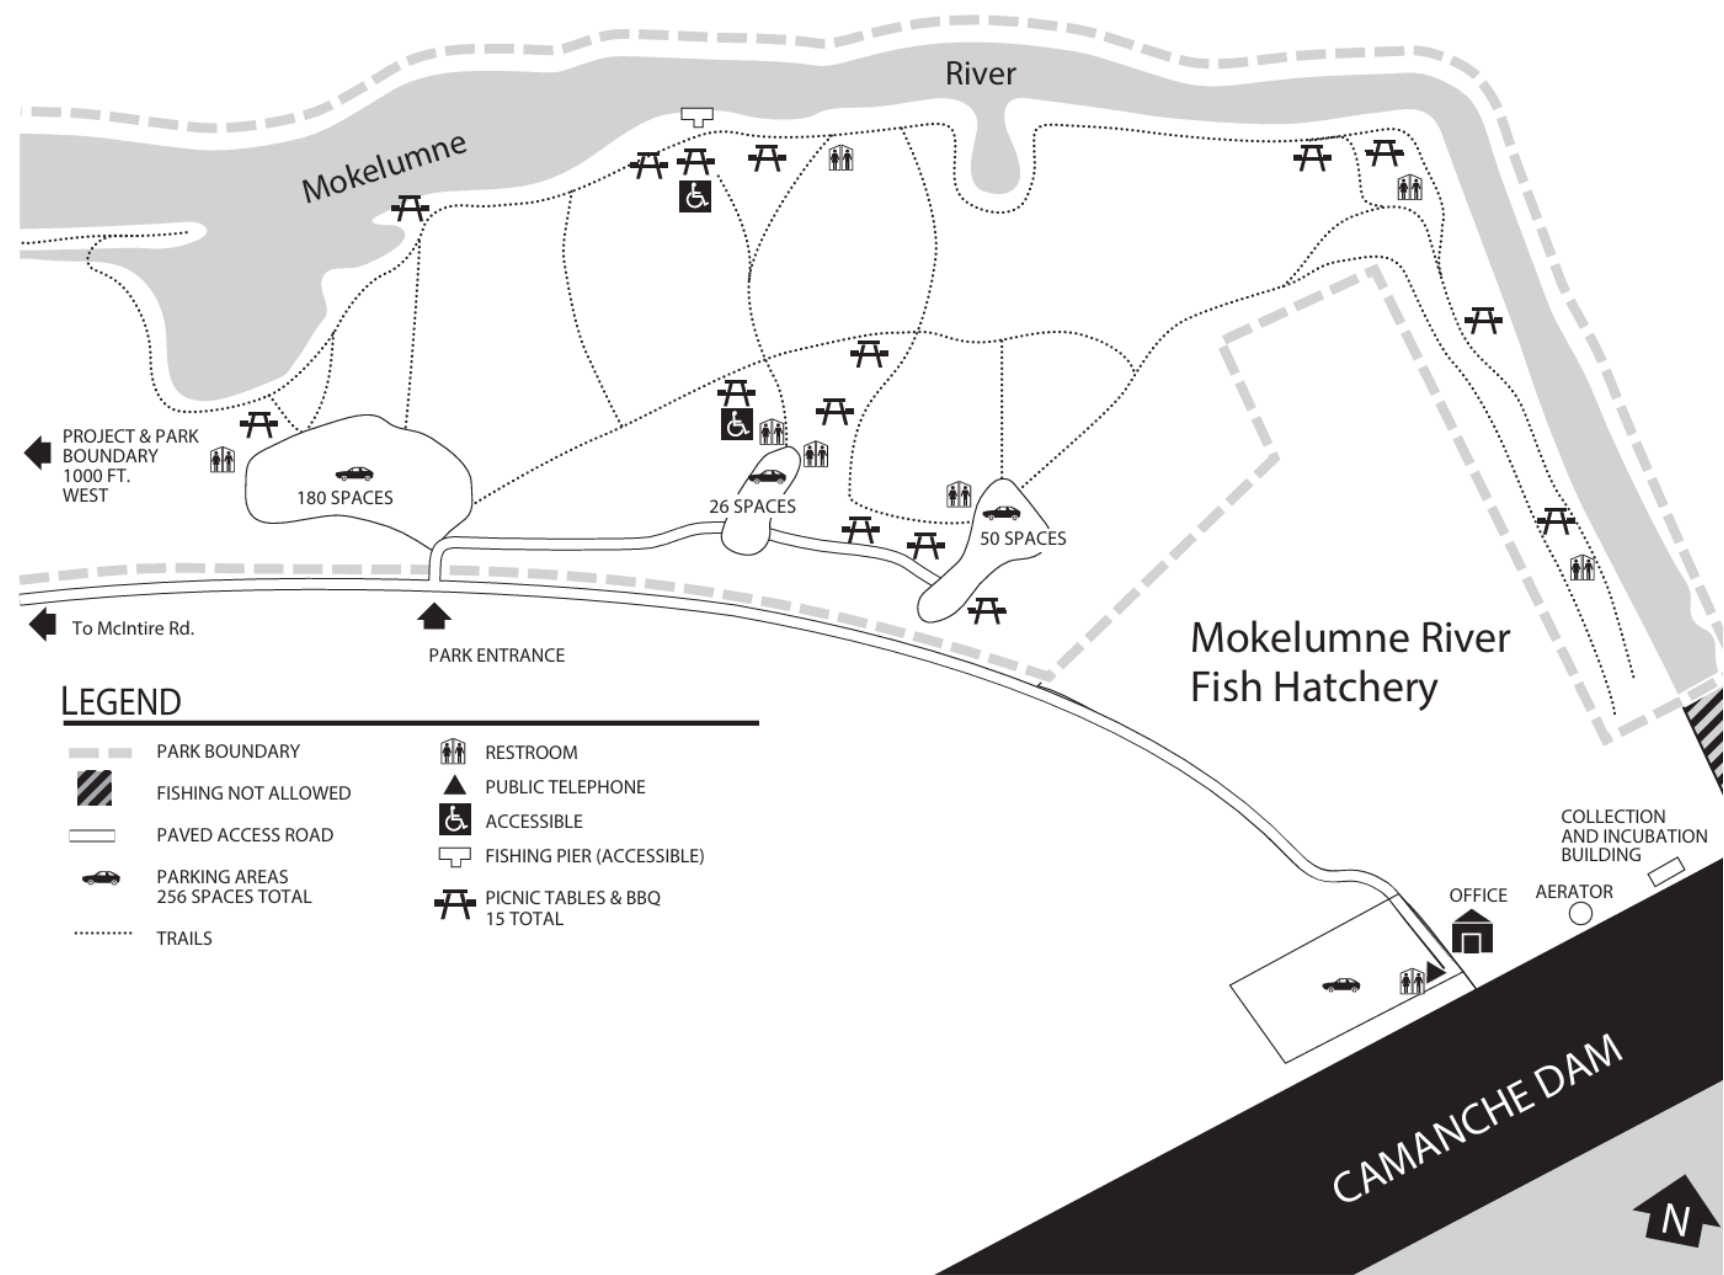 River
Mokelumne
PROJECT & PARK
BOUNDARY
1000 FT.
WEST
180 SPACES
26 SPACES
50 SPACES
To McIntire Rd.
PARK ENTRANCE
Mokelumne River
Fish Hatchery
LEGEND
PARK BOUNDARY
FISHING NOT ALLOWED
PAVED ACCESS ROAD
PARKING AREAS
256 SPACES TOTAL
TRAILS
RESTROOM
PUBLIC TELEPHONE
ACCESSIBLE
FISHING PIER (ACCESSIBLE)
PICNIC TABLES & BBQ
15 TOTAL
COLLECTION
AND INCUBATION
BUILDING
OFFICE
AERATOR
CAMANCHE DAM
N